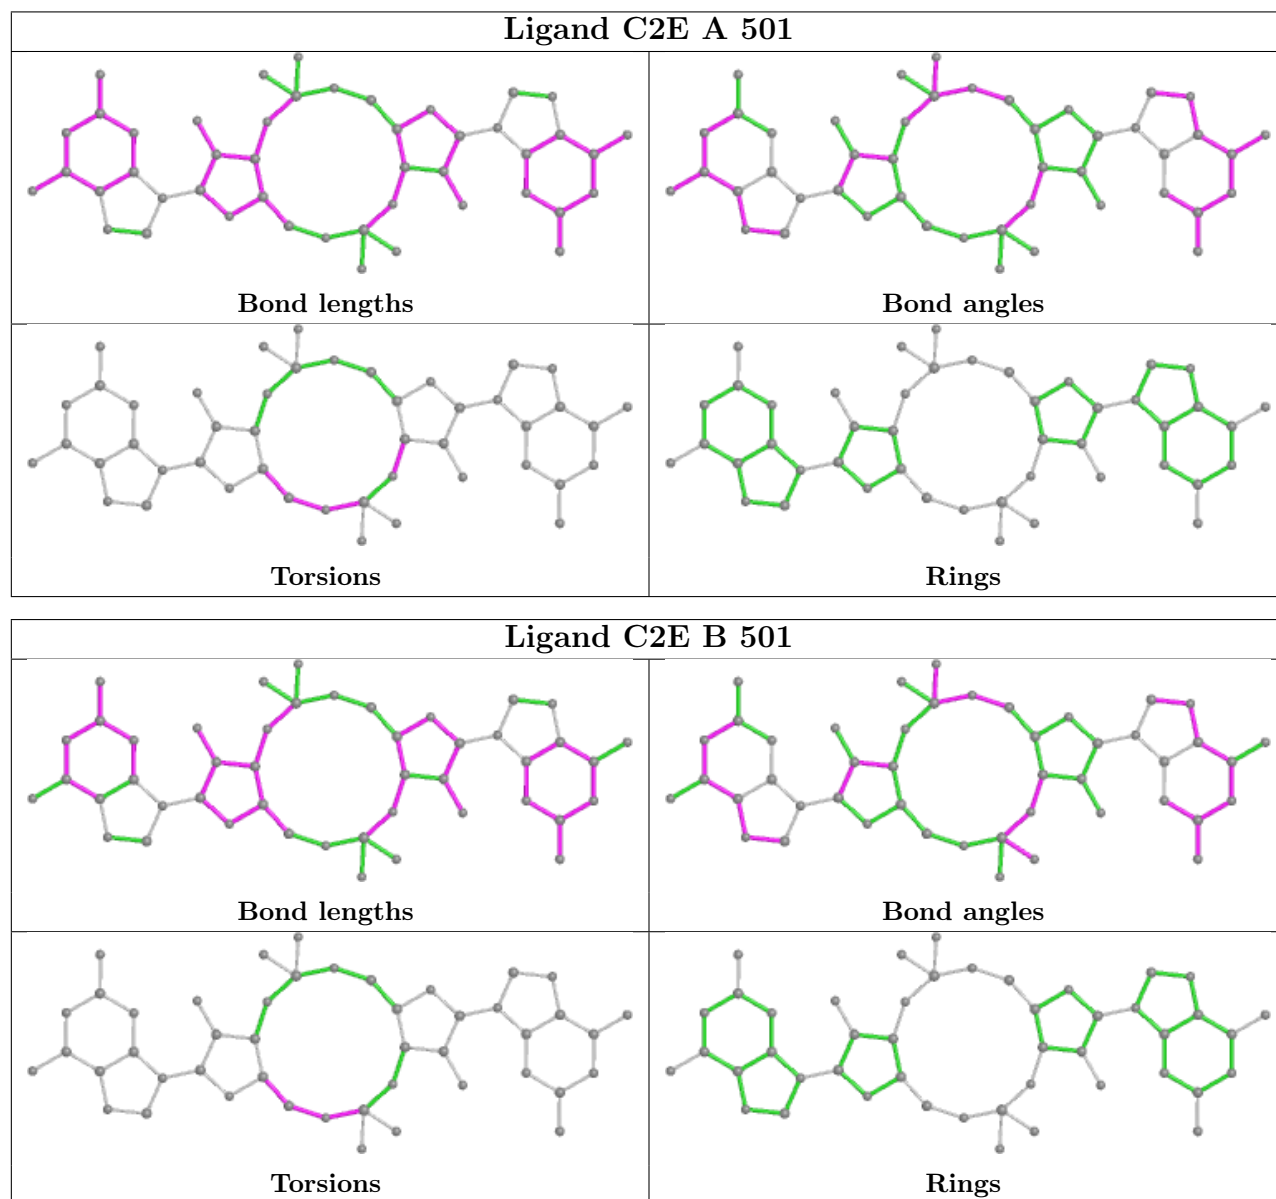 Ligand C2E A 501
Bond lengths
Bond angles
Torsions
Rings
Ligand C2E B 501
Bond lengths
Bond angles
Torsions
Rings